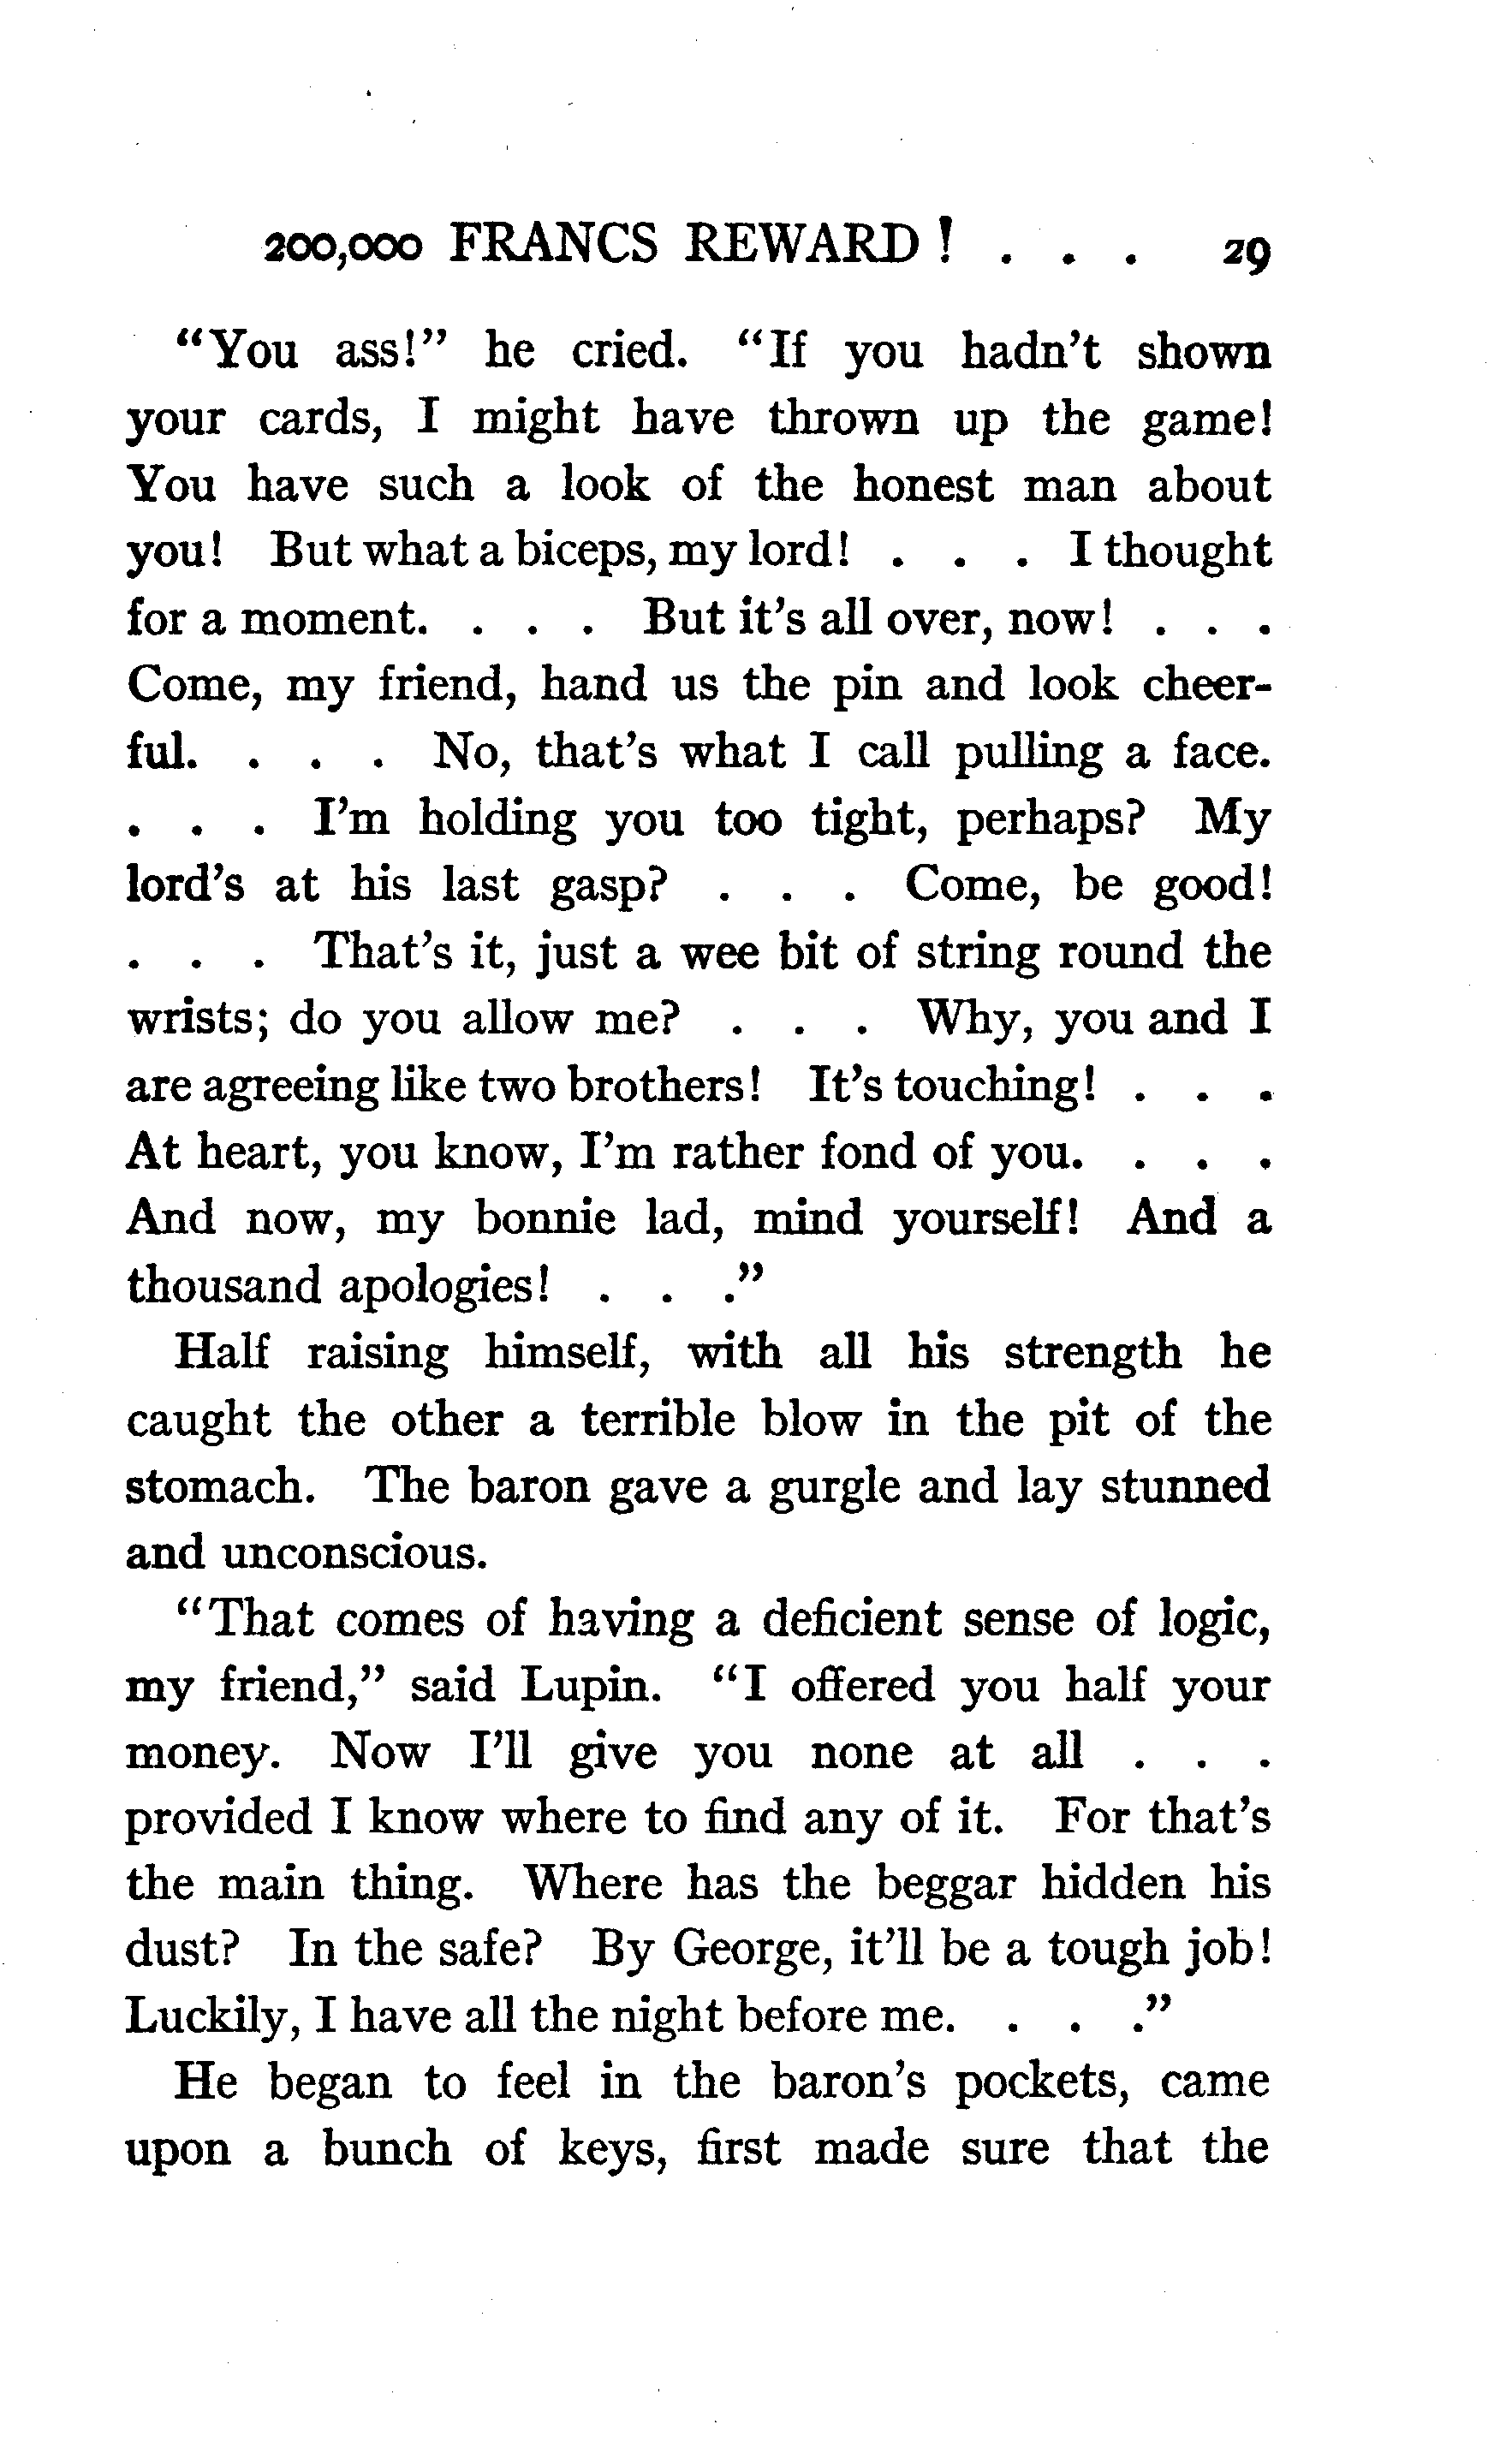 200,000 FRANCS REWARD! . . . 29
"You ass!" he cried. "If you hadn't shown
your cards, I might have thrown up the game!
You have such a look of the honest man about
you! But what a biceps, my lord! . . . I thought
for a moment. . . . But it's all over, now! . . .
Come, my friend, hand us the pin and look cheer-
ful. . . . No, that's what I call pulling a face.
. . . I'm holding you too tight, perhaps? My
lord's at his last gasp? . . . Come, be good!
. . . That's it, just a wee bit of string round the
wrists; do you allow me? . . . Why, you and I
are agreeing like two brothers! It's touching! . . .
At heart, you know, I'm rather fond of you. . . .
And now, my bonnie lad, mind yourself! And a
thousand apologies! . . ."
Half raising himself, with all his strength he
caught the other a terrible blow in the pit of the
stomach. The baron gave a gurgle and lay stunned
and unconscious.
"That comes of having a deficient sense of logic,
my friend," said Lupin. "I offered you half your
money. Now I'll give you none at all . . .
provided I know where to find any of it. For that's
the main thing. Where has the beggar hidden his
dust? In the safe? By George, it'll be a tough job!
Luckily, I have all the night before me. . . ."
He began to feel in the baron's pockets, came
upon a bunch of keys, first made sure that the